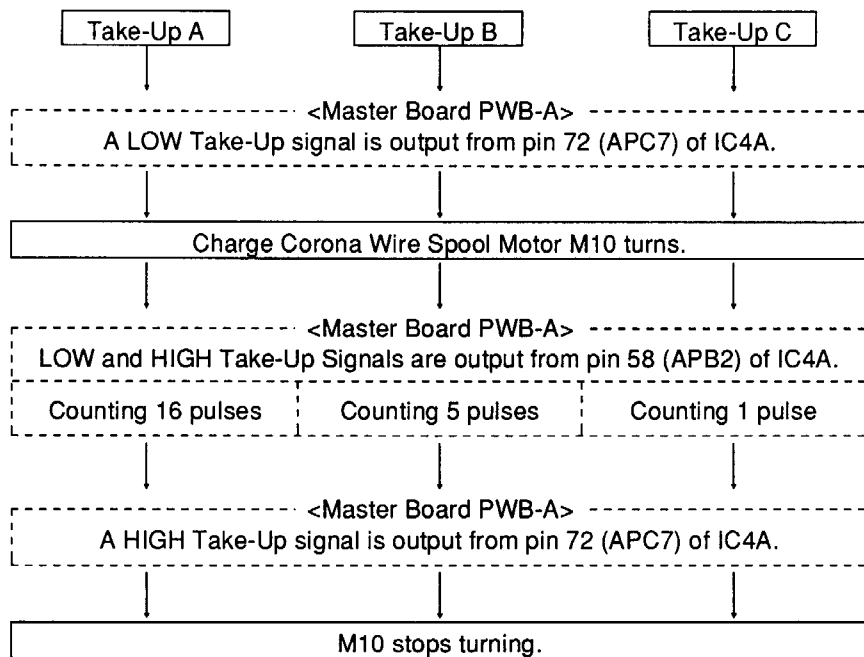 Take-Up A Take-Up B Take-Up C
<Master Board PWB-A>
A LOW Take-Up signal is output from pin 72 (APC7) of IC4A.
Charge Corona Wire Spool Motor M10 turns.
<Master Board PWB-A>
LOW and HIGH Take-Up Signals are output from pin 58 (APB2) of IC4A.
Counting 16 pulses Counting 5 pulses Counting 1 pulse
<Master Board PWB-A>
A HIGH Take-Up signal is output from pin 72 (APC7) of IC4A.
M10 stops turning.